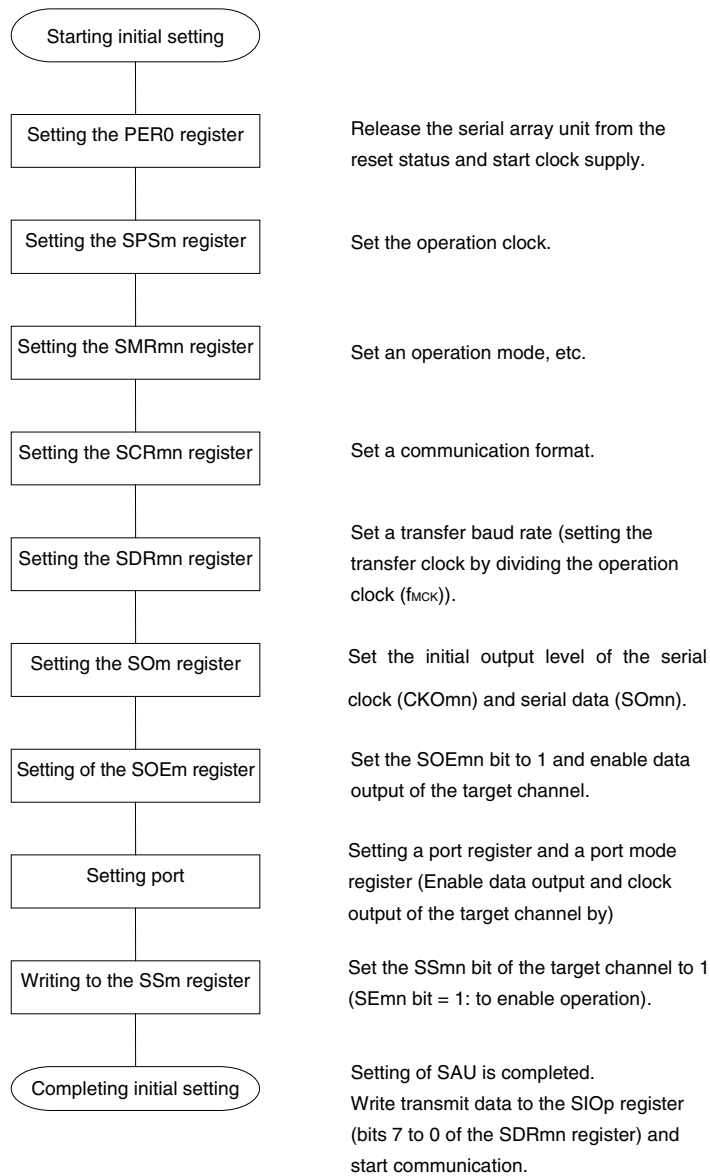 Starting initial setting
Setting the PER0 register
Release the serial array unit from the
reset status and start clock supply.
Setting the SPSm register
Set the operation clock.
Setting the SMRmn register
Set an operation mode, etc.
Setting the SCRmn register
Set a communication format.
Setting the SDRmn register
Set a transfer baud rate (setting the
transfer clock by dividing the operation
clock (fMCK)).
Setting the SOm register
Set the initial output level of the serial
clock (CKOmn) and serial data (SOmn).
Setting of the SOEm register
Set the SOEmn bit to 1 and enable data
output of the target channel.
Setting port
Setting a port register and a port mode
register (Enable data output and clock
output of the target channel by)
Writing to the SSm register
Set the SSmn bit of the target channel to 1
(SEmn bit = 1: to enable operation).
Completing initial setting
Setting of SAU is completed.
Write transmit data to the SIOp register
(bits 7 to 0 of the SDRmn register) and
start communication.